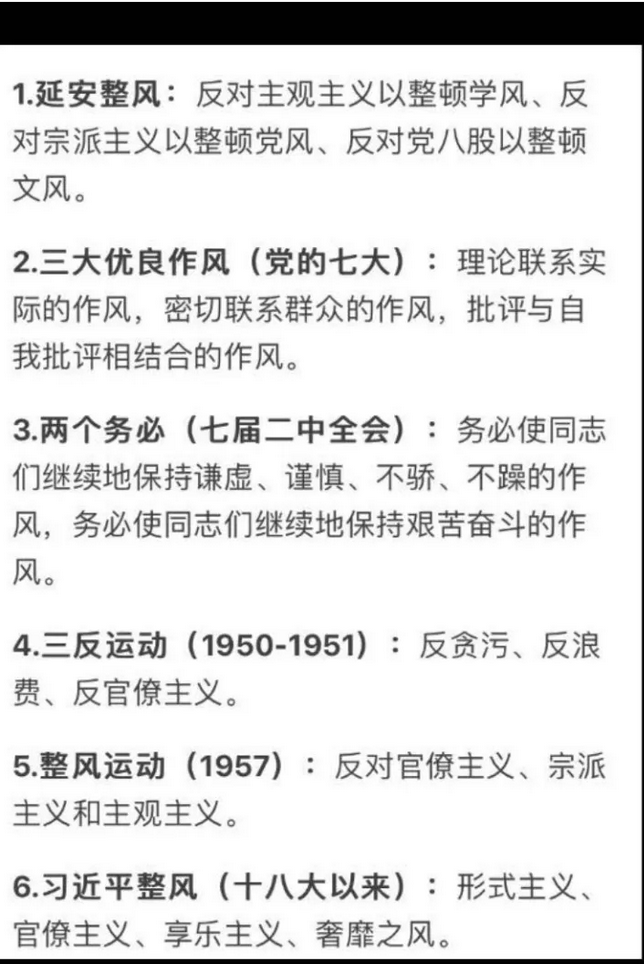 1.延安整风：反对主观主义以整顿学风、反
对宗派主义以整顿党风、反对党八股以整顿
文风。
2.三大优良作风（党的七大）：理论联系实
际的作风，密切联系群众的作风，批评与自
我批评相结合的作风。
3.两个务必（七届二中全会）：务必使同志
们继续地保持谦虚、谨慎、不骄、不躁的作
风，务必使同志们继续地保持艰苦奋斗的作
风。
4.三反运动（1950-1951）：反贪污、反浪
费、反官僚主义。
5.整风运动（1957）：反对官僚主义、宗派
主义和主观主义。
6.习近平整风（十八大以来）：形式主义、
官僚主义、享乐主义、奢靡之风。